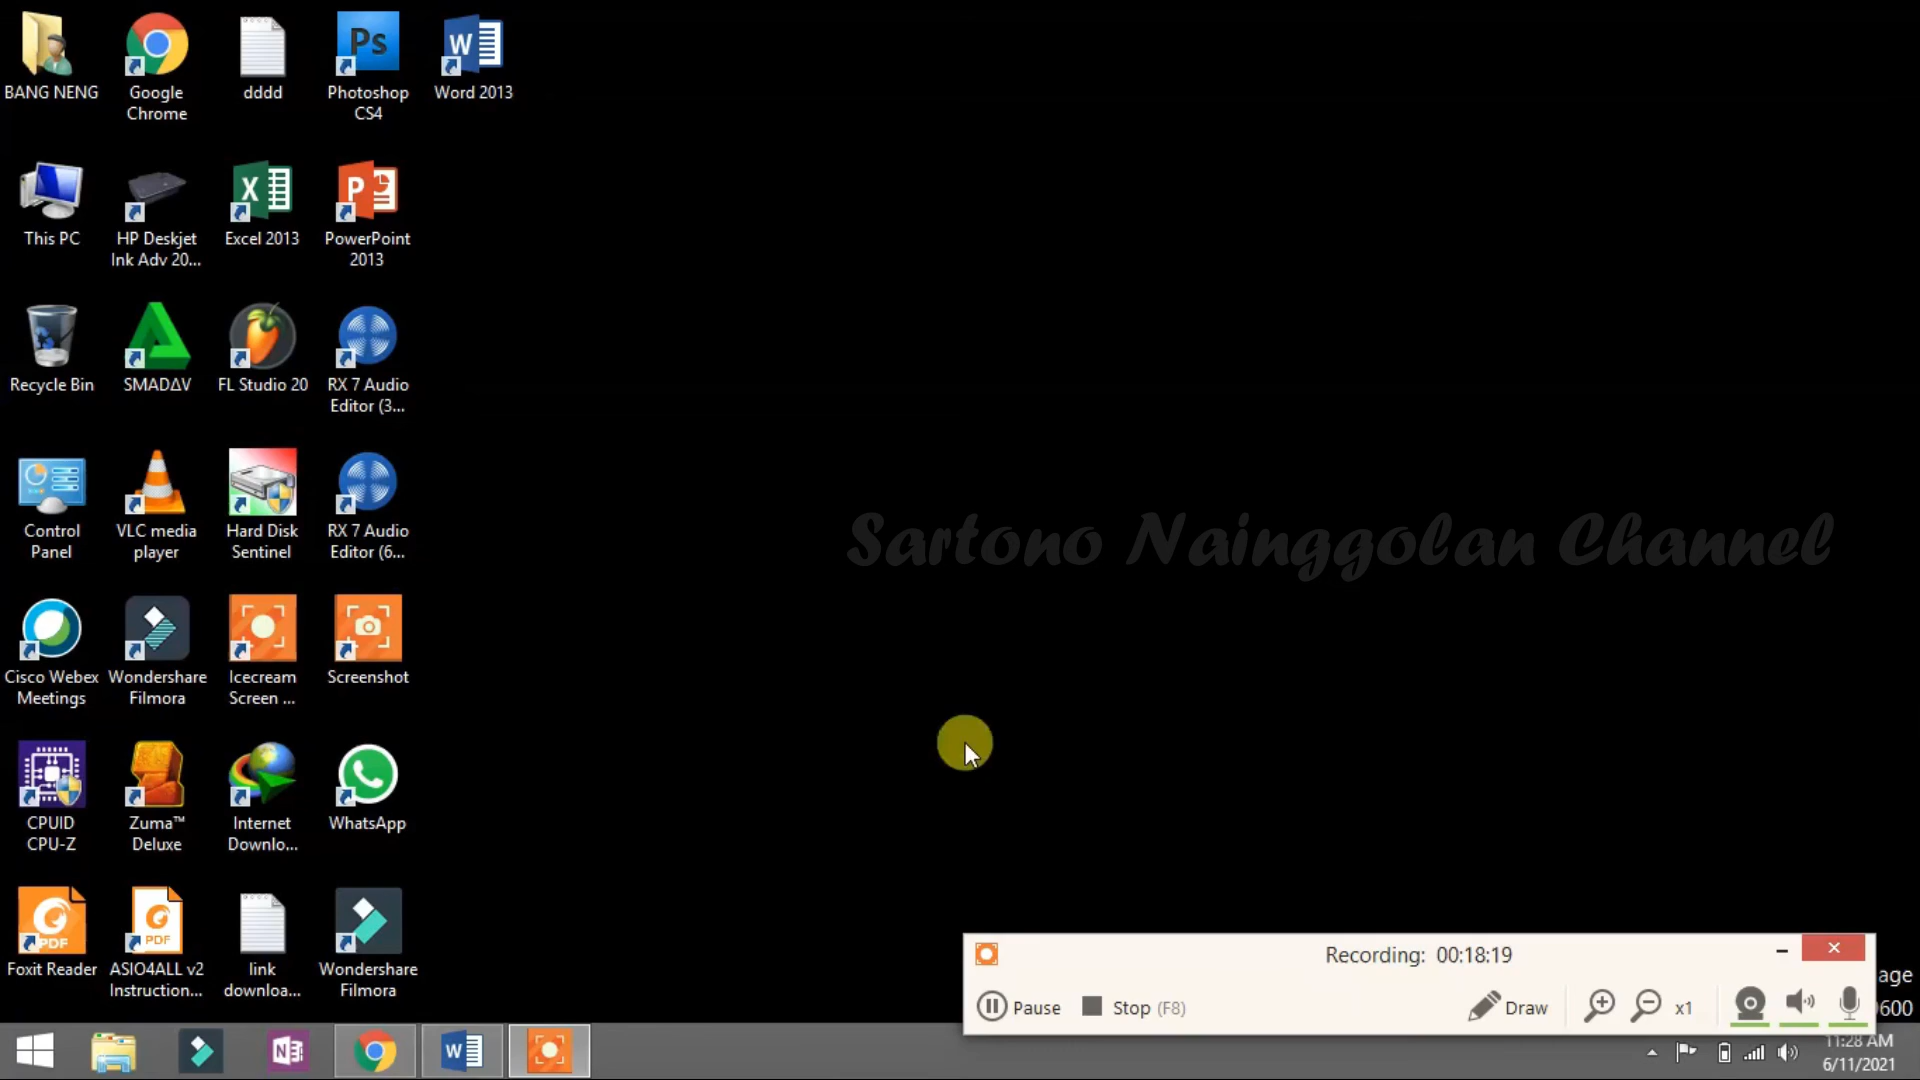 BANG NENG
Google
Chrome
dddd
Ps
Photoshop
CS4
Word 2013
This PC
HP Deskjet
Ink Adv 20...
Excel 2013
PowerPoint
2013
Recycle Bin
SMADΔV
FL Studio 20
RX 7 Audio
Editor (3...
Control
Panel
VLC media
player
Hard Disk
Sentinel
RX 7 Audio
Editor (6...
Sartono Nainggolan Channel
Cisco Webex
Meetings
Wondershare
Filmora
Icecream
Screen ...
Screenshot
CPUID
CPU-Z
Zuma™
Deluxe
Internet
Downlo...
WhatsApp
PDF
Foxit Reader
PDF
ASIO4ALL v2
Instruction...
link
downloa...
Wondershare
Filmora
Recording: 00:18:19
Pause
Stop (F8)
Draw
x1
age
600
11:28 AM
6/11/2021